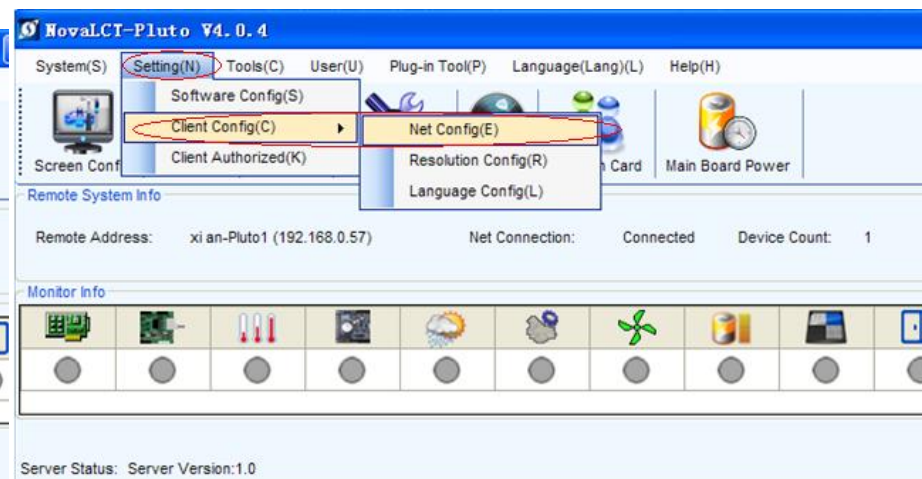 NovaLCT-Pluto V4.0.4
System(S) Setting(N) Tools(C) User(U) Plug-in Tool(P) Language(Lang)(L) Help(H)
Software Config(S)
Client Config(C) Net Config(E)
Client Authorized(K) Resolution Config(R)
Language Config(L)
Screen Conf Card Main Board Power
Remote System Info
Remote Address: xi an-Pluto1 (192.168.0.57) Net Connection: Connected Device Count: 1
Monitor Info
Server Status: Server Version:1.0